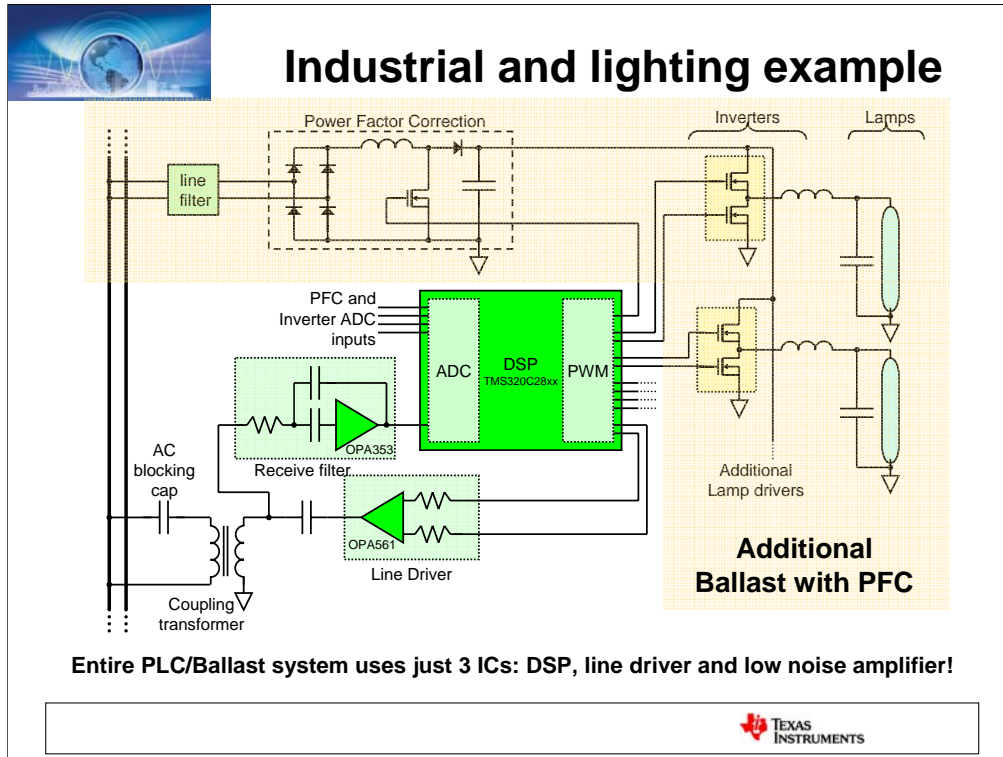 Industrial and lighting example
Power Factor Correction
Inverters
Lamps
line
filter
PFC and
Inverter ADC
inputs
ADC
DSP
TMS320C28xx
PWM
OPA353
Receive filter
AC
blocking
cap
Additional
Lamp drivers
OPA561
Line Driver
Additional
Ballast with PFC
Coupling
transformer
Entire PLC/Ballast system uses just 3 ICs: DSP, line driver and low noise amplifier!
TEXAS
INSTRUMENTS